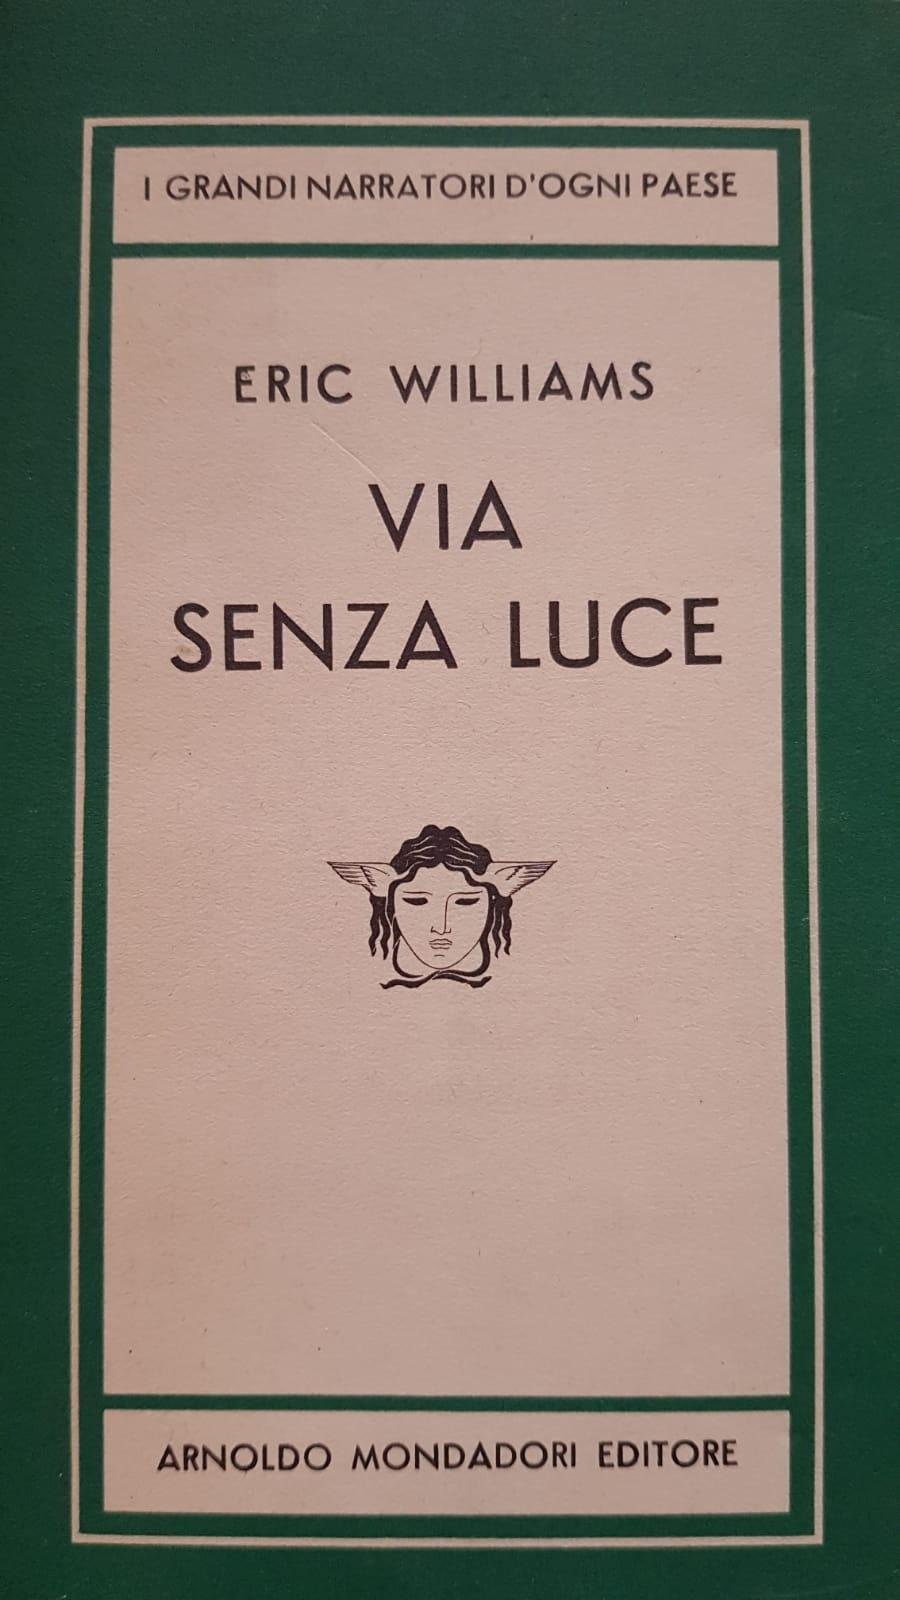 I GRANDI NARRATORI D'OGNI PAESE
ERIC WILLIAMS
VIA
SENZA LUCE
ARNOLDO MONDADORI EDITORE